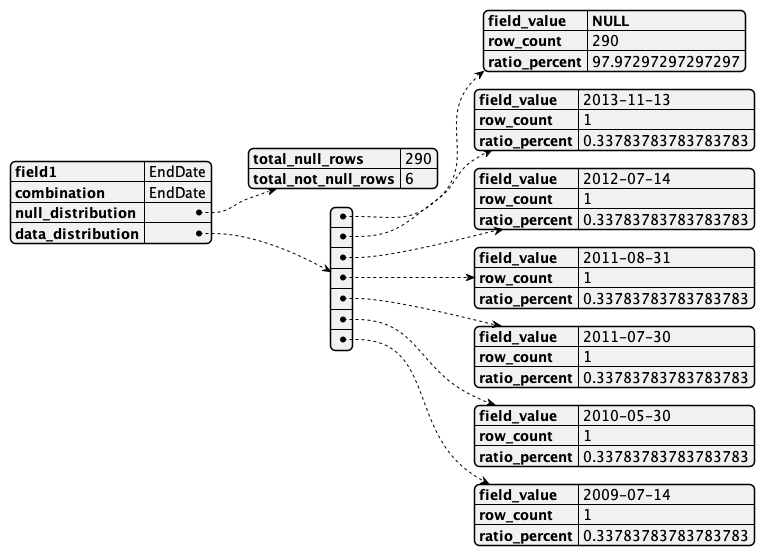 field1 EndDate
combination EndDate
null_distribution
data_distribution
total_null_rows 290
total_not_null_rows 6
field_value NULL
row_count 290
ratio_percent 97.97297297297297
field_value 2013-11-13
row_count 1
ratio_percent 0.33783783783783783
field_value 2012-07-14
row_count 1
ratio_percent 0.33783783783783783
field_value 2011-08-31
row_count 1
ratio_percent 0.33783783783783783
field_value 2011-07-30
row_count 1
ratio_percent 0.33783783783783783
field_value 2010-05-30
row_count 1
ratio_percent 0.33783783783783783
field_value 2009-07-14
row_count 1
ratio_percent 0.33783783783783783